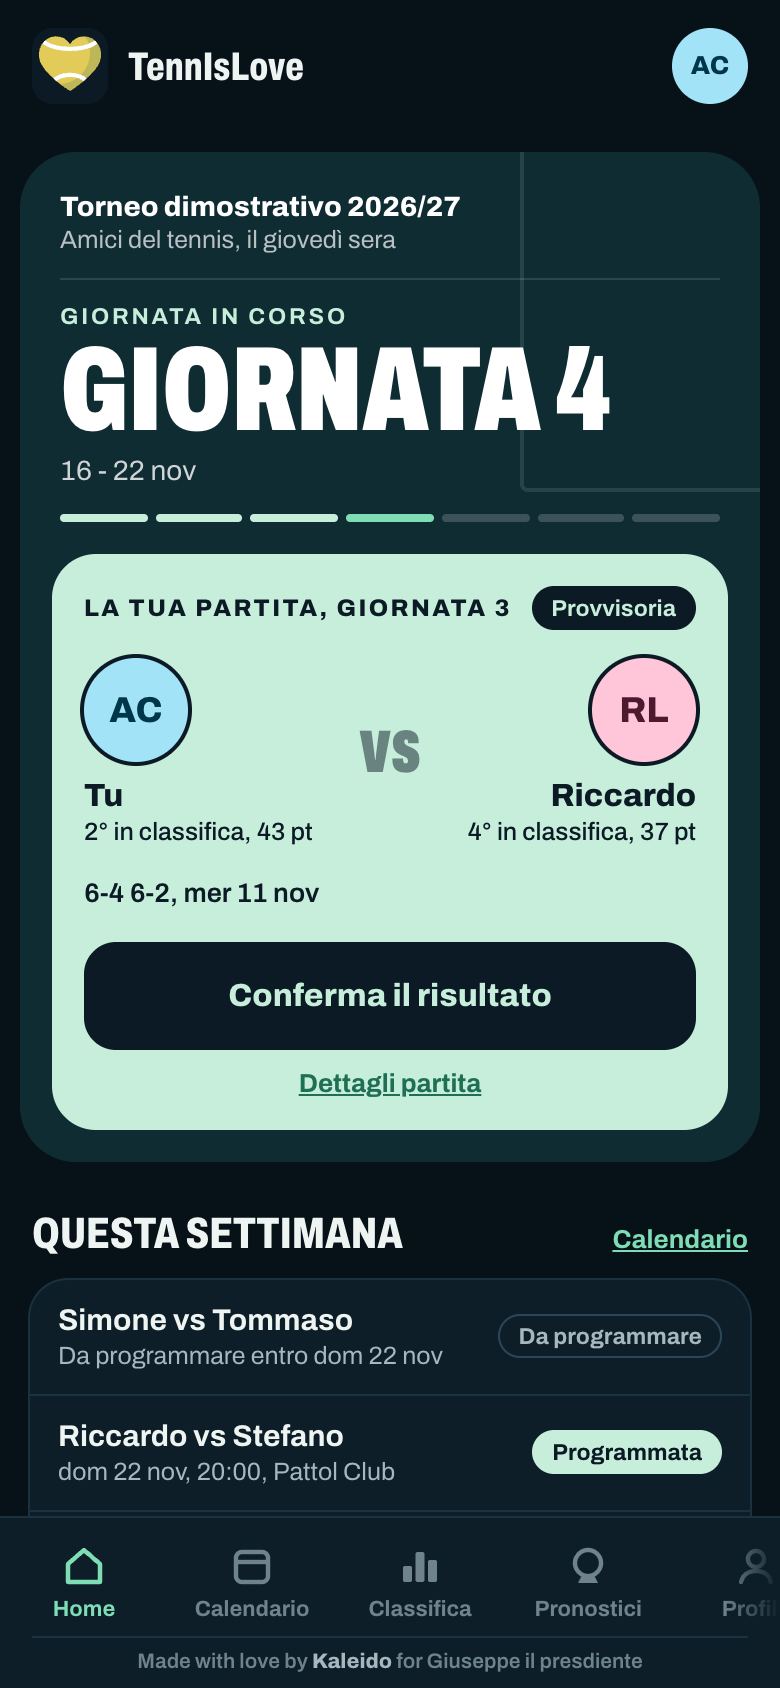 TennIsLove
AC
Torneo dimostrativo 2026/27
Amici del tennis, il giovedì sera
GIORNATA IN CORSO
GIORNATA 4
16 - 22 nov
LA TUA PARTITA, GIORNATA 3
Provvisoria
AC
VS
RL
Tu
Riccardo
2° in classifica, 43 pt
4° in classifica, 37 pt
6-4 6-2, mer 11 nov
Conferma il risultato
Dettagli partita
QUESTA SETTIMANA
Calendario
Simone vs Tommaso
Da programmare entro dom 22 nov
Da programmare
Riccardo vs Stefano
dom 22 nov, 20:00, Pattol Club
Programmata
Home
Calendario
Classifica
Pronostici
Profil
Made with love by Kaleido for Giuseppe il presdiente